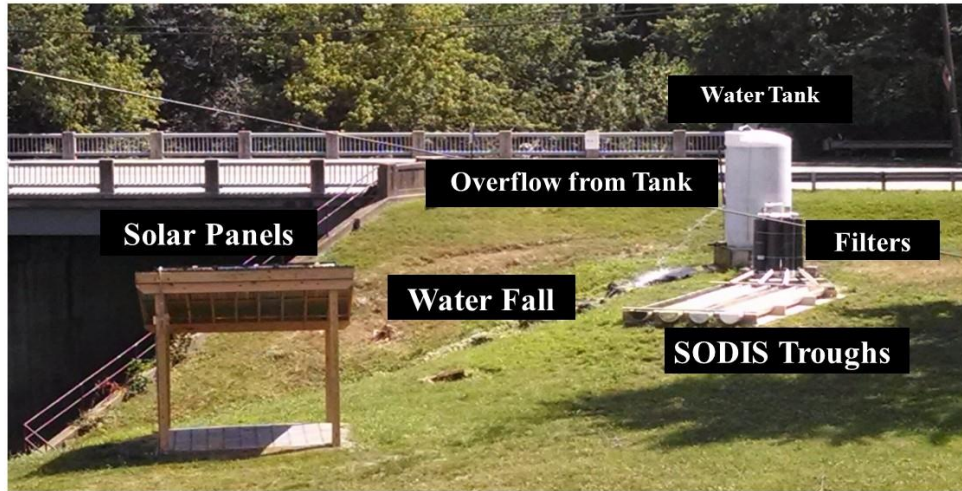 Water Tank
Overflow from Tank
Solar Panels
Filters
Water Fall
SODIS Troughs